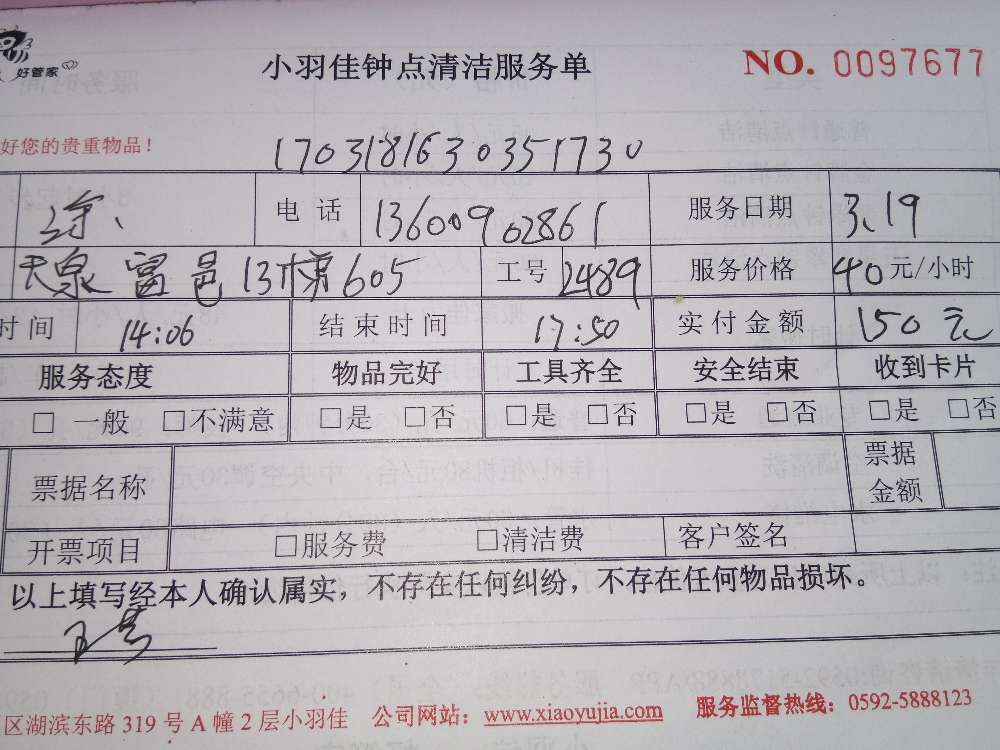 好管家 小羽佳钟点清洁服务单 NO. 0097677
好您的贵重物品! 1703181630351730
涂 电话 13600902861 服务日期 3.19
天泉富邑13梯605 工号 2489 服务价格 40元/小时
时间 14:06 结束时间 17:50 实付金额 150元
服务态度 物品完好 工具齐全 安全结束 收到卡片
□ 一般 □不满意 □是 □否 □是 □否 □是 □否 □是 □否
票据名称 票据金额
开票项目 □服务费 □清洁费 客户签名
以上填写经本人确认属实，不存在任何纠纷，不存在任何物品损坏。
区湖滨东路 319 号 A 幢 2 层小羽佳 公司网站：www.xiaoyujia.com 服务监督热线：0592-5888123